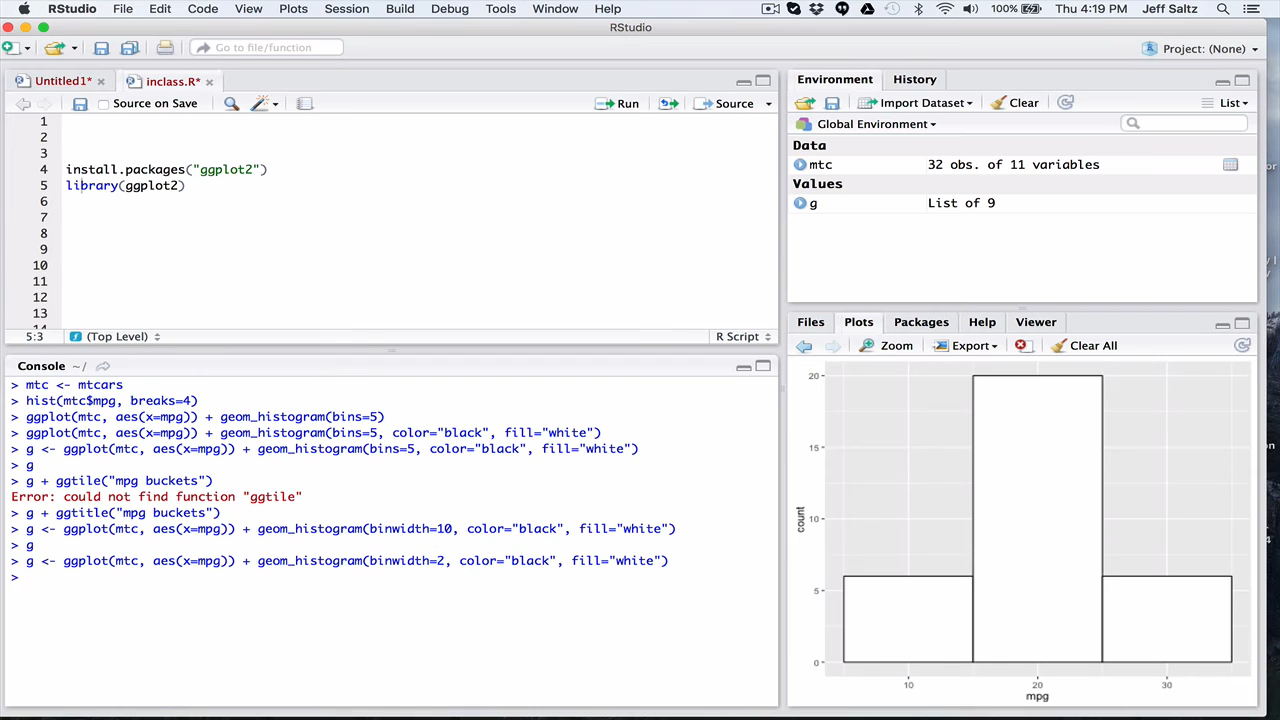 RStudio File Edit Code View Plots Session Build Debug Tools Window Help 100% Thu 4:19 PM Jeff Saltz
RStudio
Go to file/function Project: (None)
Untitled1* inclass.R*
Source on Save Run Source
1
2
3
4 install.packages("ggplot2")
5 library(ggplot2)
6
7
8
9
10
11
12
13
14
5:3 (Top Level) R Script
Console ~/
> mtc <- mtcars
> hist(mtc$mpg, breaks=4)
> ggplot(mtc, aes(x=mpg)) + geom_histogram(bins=5)
> ggplot(mtc, aes(x=mpg)) + geom_histogram(bins=5, color="black", fill="white")
> g <- ggplot(mtc, aes(x=mpg)) + geom_histogram(bins=5, color="black", fill="white")
> g
> g + ggtile("mpg buckets")
Error: could not find function "ggtile"
> g + ggtitle("mpg buckets")
> g <- ggplot(mtc, aes(x=mpg)) + geom_histogram(binwidth=10, color="black", fill="white")
> g
> g <- ggplot(mtc, aes(x=mpg)) + geom_histogram(binwidth=2, color="black", fill="white")
>
Environment History
Import Dataset Clear List
Global Environment
Data
mtc 32 obs. of 11 variables
Values
g List of 9
Files Plots Packages Help Viewer
Zoom Export Clear All
20
15
10
5
0
count
10 20 30
mpg